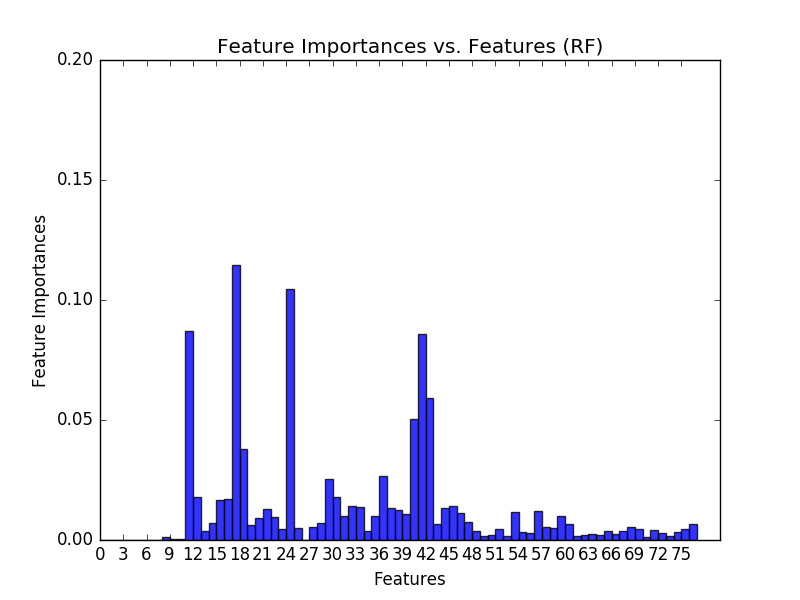 Feature Importances vs. Features (RF)
0.20
0.15
0.10
0.05
0.00
Feature Importances
0 3 6 9 12 15 18 21 24 27 30 33 36 39 42 45 48 51 54 57 60 63 66 69 72 75
Features